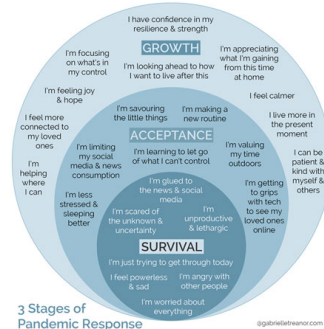 I have confidence in my
resilience & strength
GROWTH
I'm focusing
on what's in
my control
I'm appreciating
what I'm gaining
from this time
at home
I'm looking ahead to how
I want to live after this
I'm feeling joy
& hope
I feel calmer
I feel more
connected to
my loved
ones
I live more in
the present
moment
I'm
helping
where
I can
I can be
patient &
kind with
myself &
others
I'm savouring
the little things
I'm making a
new routine
ACCEPTANCE
I'm limiting
my social
media & news
consumption
I'm learning to let go
of what I can't control
I'm valuing
my time
outdoors
I'm less
stressed &
sleeping
better
I'm getting
to grips
with tech
to see my
loved ones
online
I'm glued to
the news & social
media
I'm scared of
the unknown &
uncertainty
I'm
unproductive
& lethargic
SURVIVAL
I'm just trying to get through today
I feel powerless
& sad
I'm angry with
other people
I'm worried about
everything
3 Stages of
Pandemic Response
@gabrielletreanor.com